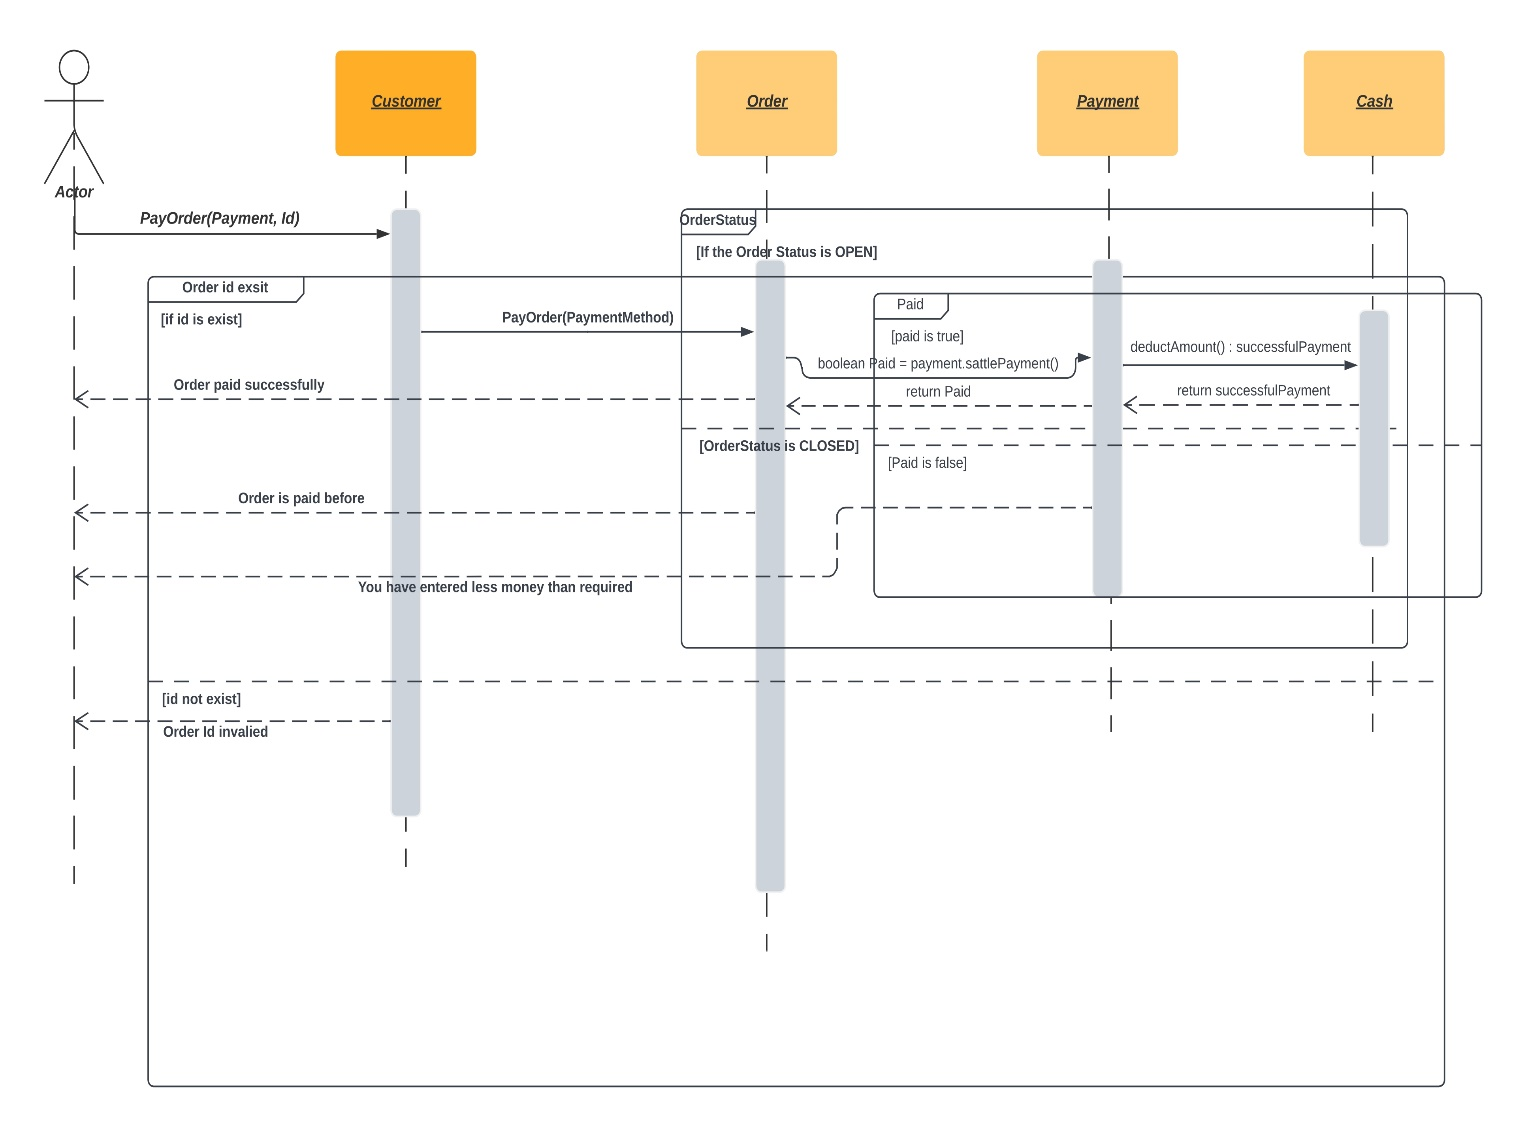 Customer
Order
Payment
Cash
Actor
PayOrder(Payment, Id)
OrderStatus
[If the Order Status is OPEN]
Order id exsit
[if id is exist]
Paid
PayOrder(PaymentMethod)
[paid is true]
deductAmount() : successfulPayment
boolean Paid = payment.sattlePayment()
Order paid successfully
return Paid
return successfulPayment
[OrderStatus is CLOSED]
[Paid is false]
Order is paid before
You have entered less money than required
[id not exist]
Order Id invalied